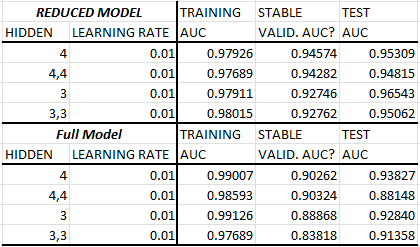 REDUCED MODEL TRAINING STABLE TEST
HIDDEN LEARNING RATE AUC VALID. AUC? AUC
4 0.01 0.97926 0.94574 0.95309
4,4 0.01 0.97689 0.94282 0.94815
3 0.01 0.97911 0.92746 0.96543
3,3 0.01 0.98015 0.92762 0.95062
Full Model TRAINING STABLE TEST
HIDDEN LEARNING RATE AUC VALID. AUC? AUC
4 0.01 0.99007 0.90262 0.93827
4,4 0.01 0.98593 0.90324 0.88148
3 0.01 0.99126 0.88868 0.92840
3,3 0.01 0.97689 0.83818 0.91358